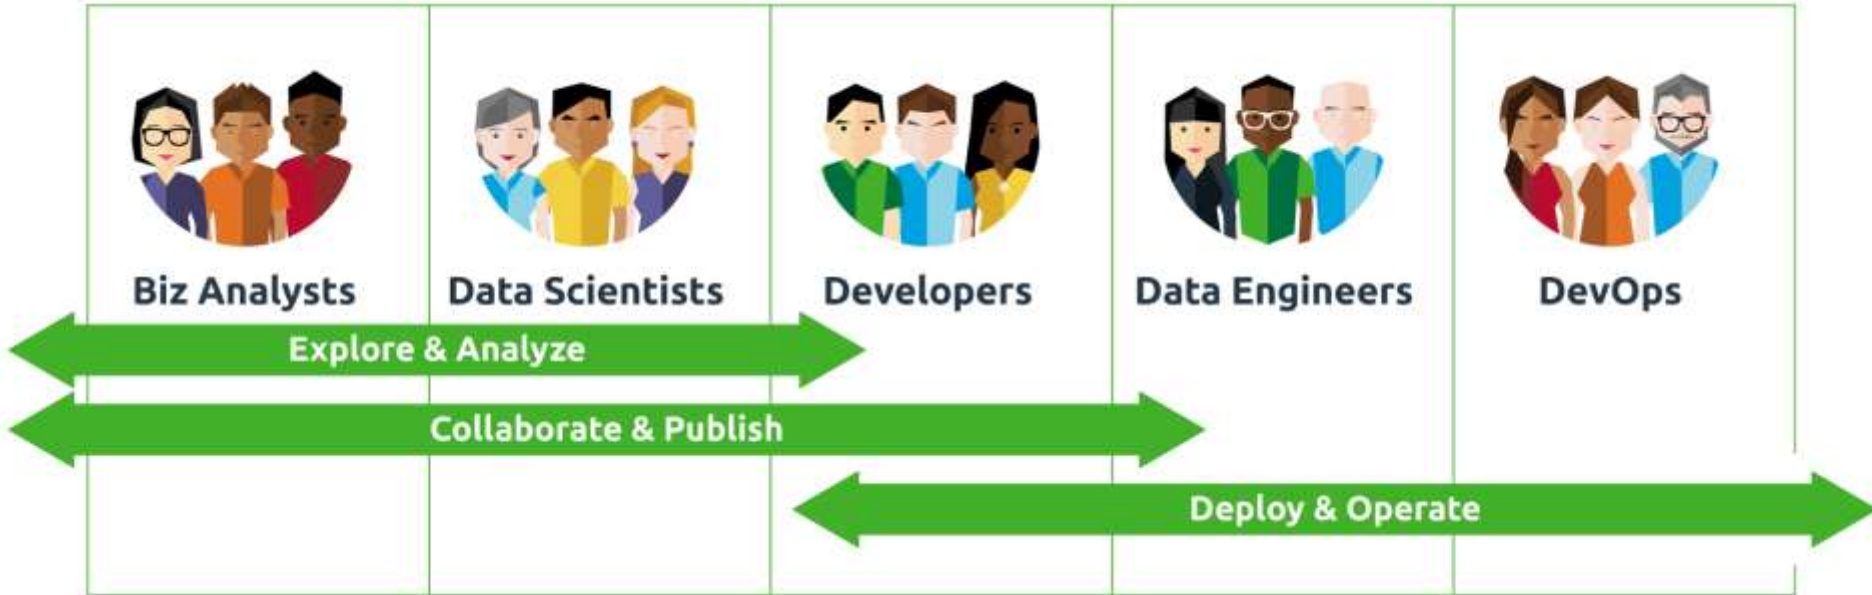 Biz Analysts
Data Scientists
Developers
Data Engineers
DevOps
Explore & Analyze
Collaborate & Publish
Deploy & Operate